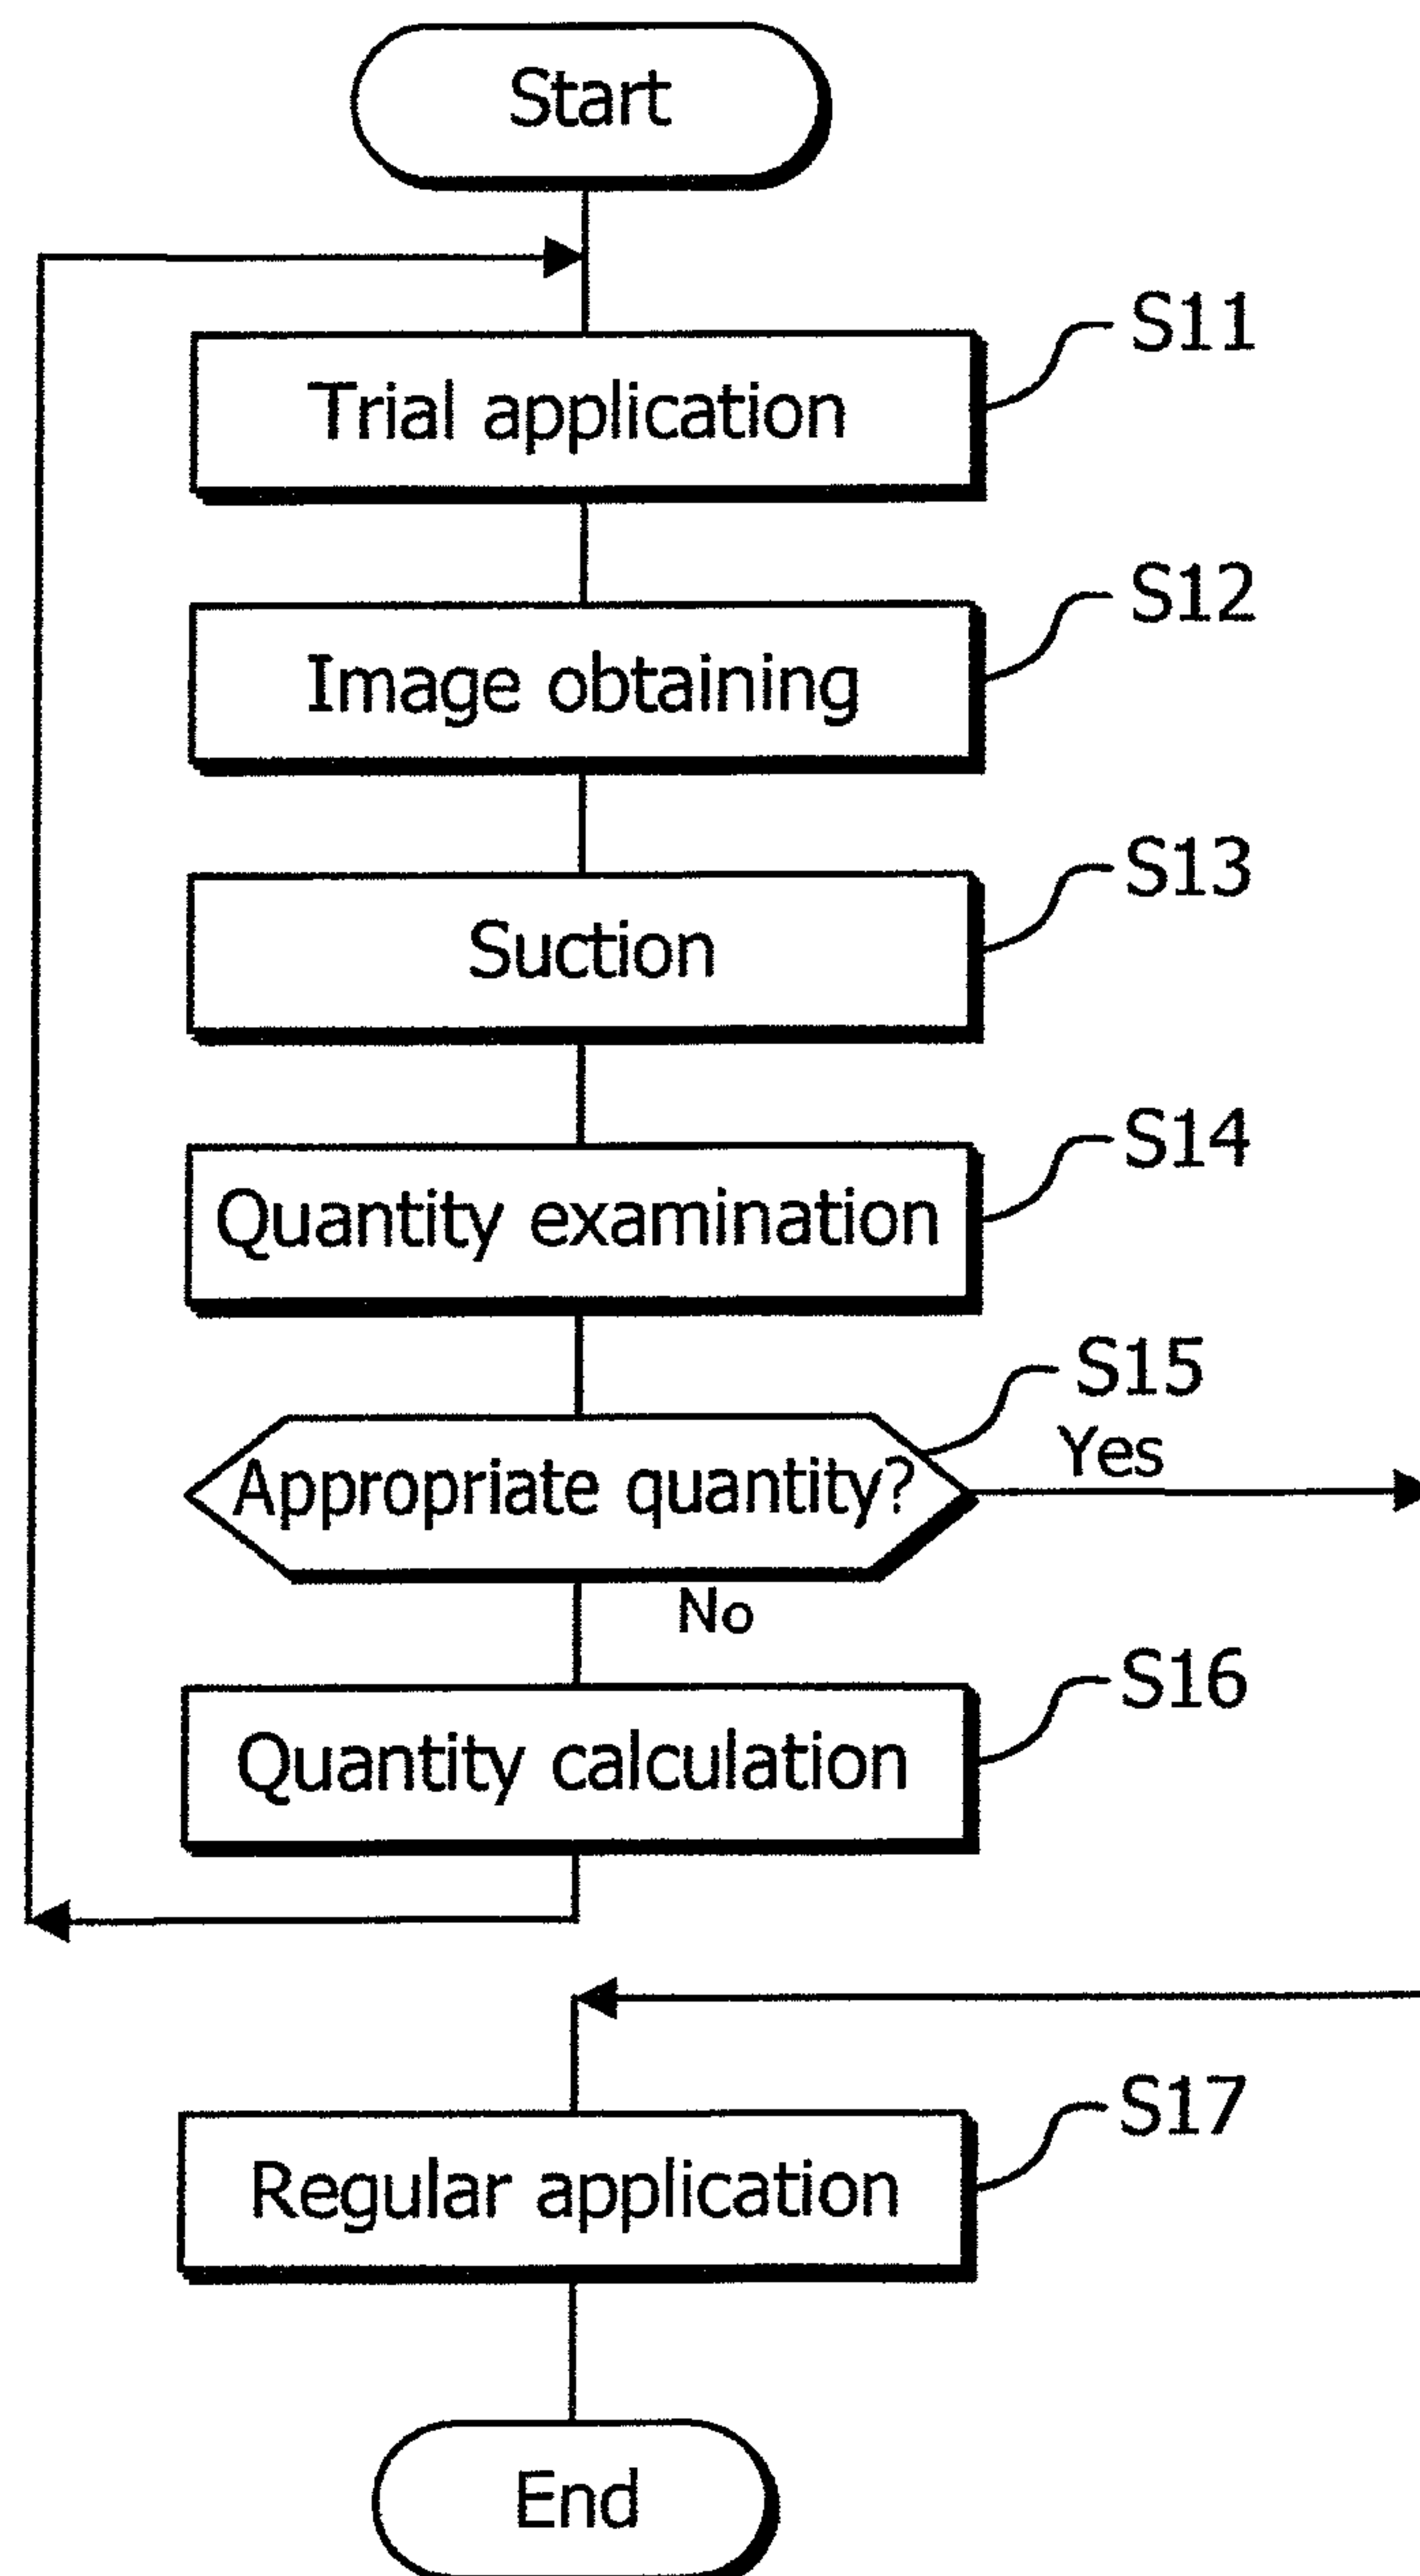 Start
S11
Trial application
S12
Image obtaining
S13
Suction
S14
Quantity examination
S15
Yes
Appropriate quantity?
No
S16
Quantity calculation
S17
Regular application
End